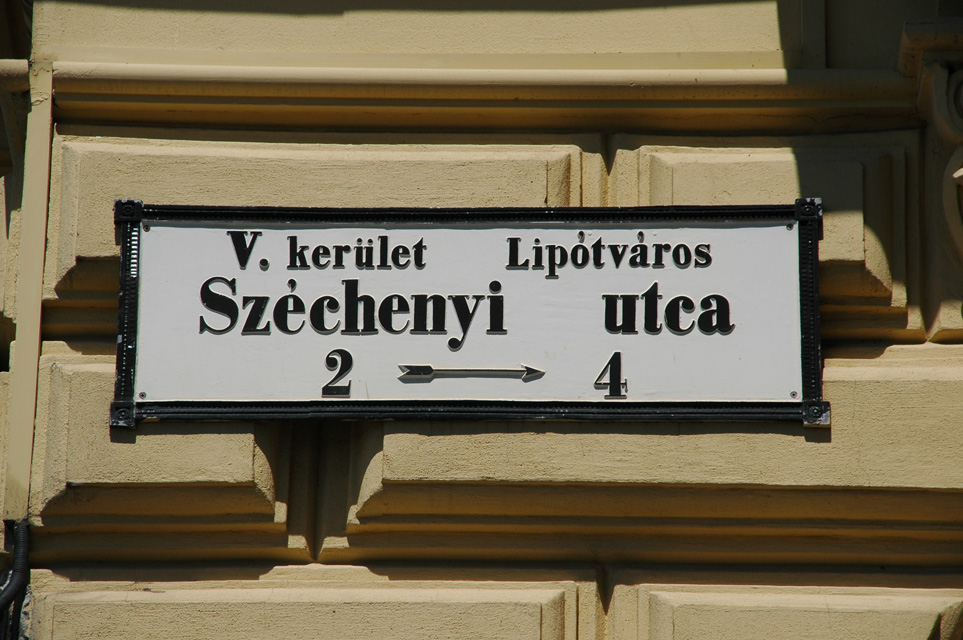 V. kerület Lipótváros
Széchenyi utca
2 → 4